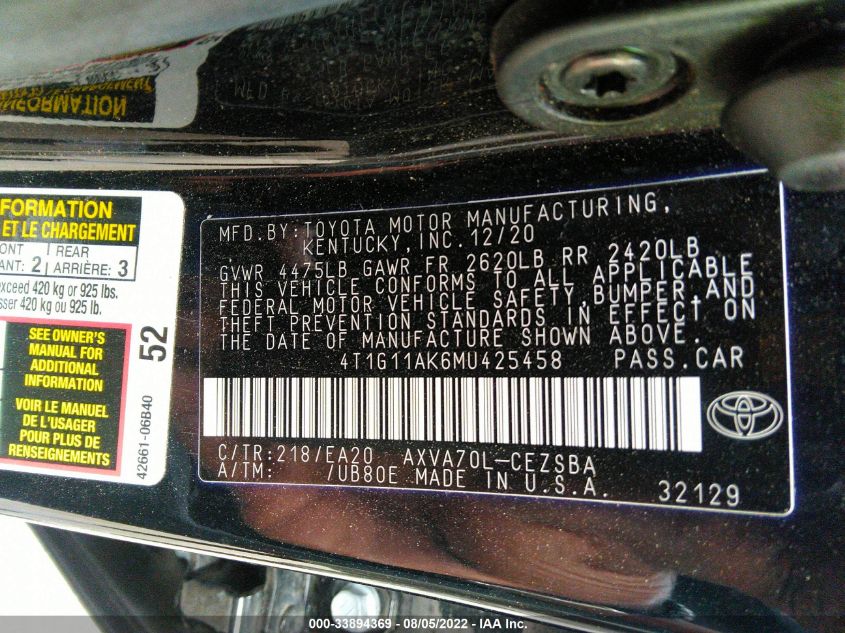 FORMATION
ET LE CHARGEMENT
ONT REAR
ANT: 2 ARRIÈRE: 3
exceed 420 kg or 925 lbs.
sser 420 kg ou 925 lb.
SEE OWNER'S
MANUAL FOR
ADDITIONAL
INFORMATION
VOIR LE MANUEL
DE L'USAGER
POUR PLUS DE
RENSEIGNEMENTS
52
42661-06B40
MFD.BY:TOYOTA MOTOR MANUFACTURING,
KENTUCKY, INC.12/20
GVWR 4475LB GAWR FR 2620LB RR 2420LB
THIS VEHICLE CONFORMS TO ALL APPLICABLE
FEDERAL MOTOR VEHICLE SAFETY,BUMPER,AND
THEFT PREVENTION STANDARDS IN EFFECT ON
THE DATE OF MANUFACTURE SHOWN ABOVE.
4T1G11AK6MU425458 PASS.CAR
C/TR:218/EA20 AXVA70L-CEZSBA
A/TM: /UB80E MADE IN U.S.A.
32129
000-33894369 - 08/05/2022 - IAA Inc.